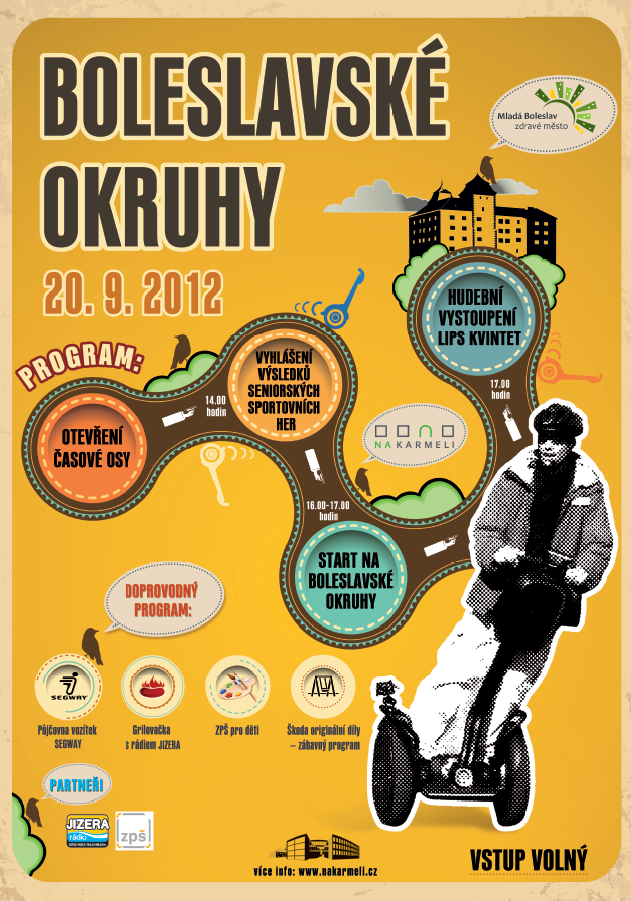 BOLESLAVSKÉ
OKRUHY
20. 9. 2012
Mladá Boleslav
zdravé město
PROGRAM:
OTEVŘENÍ
ČASOVÉ OSY
14.00
hodin
VYHLÁŠENÍ
VÝSLEDKŮ
SENIORSKÝCH
SPORTOVNÍCH
HER
16.00-17.00
hodin
START NA
BOLESLAVSKÉ
OKRUHY
17.00
hodin
HUDEBNÍ
VYSTOUPENÍ
LIPS KVINTET
NA KARMELI
DOPROVODNÝ
PROGRAM:
SEGWAY
Půjčovna vozítek
SEGWAY
Grilovačka
s rádiem JIZERA
ZPŠ pro děti
Škoda originální díly
– zábavný program
PARTNEŘI
JIZERA
rádio
zpš
více info: www.nakarmeli.cz
VSTUP VOLNÝ